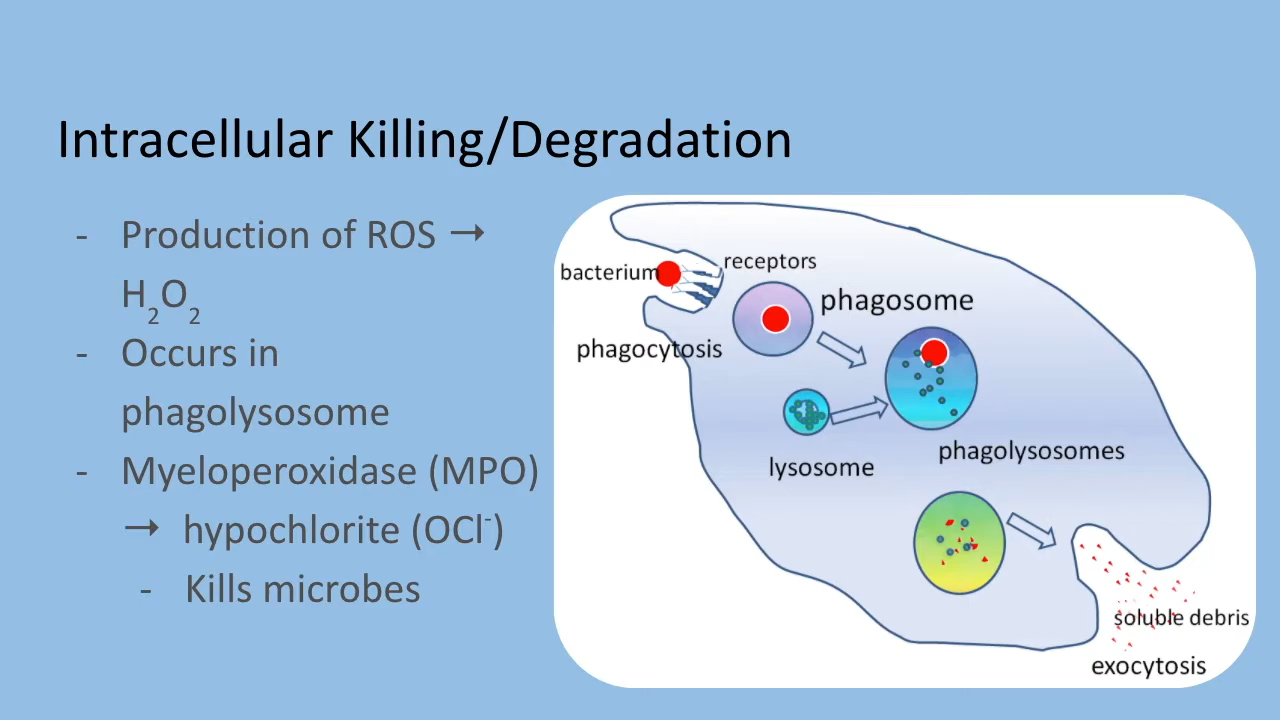 Intracellular Killing/Degradation
- Production of ROS →
H₂O₂
- Occurs in
phagolysosome
- Myeloperoxidase (MPO)
→ hypochlorite (OCl⁻)
- Kills microbes
bacterium
receptors
phagosome
phagocytosis
lysosome
phagolysosomes
soluble debris
exocytosis